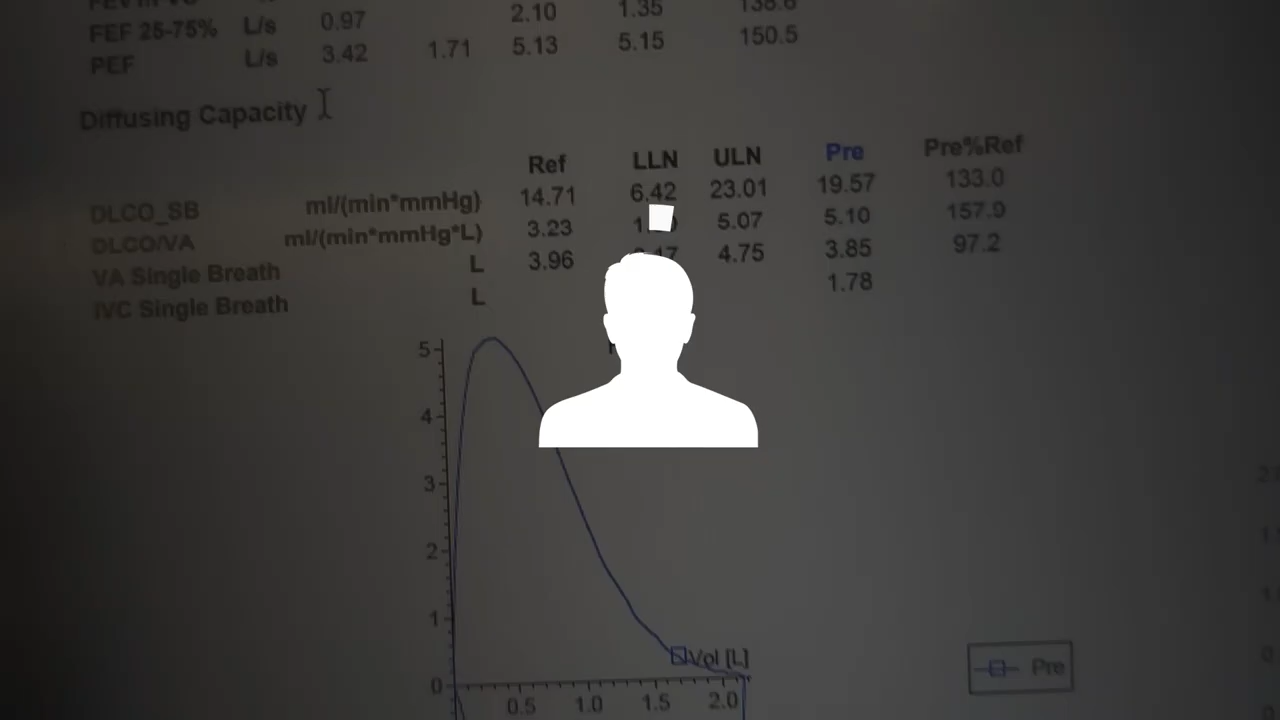 FEF 25-75% L/s 0.97 2.10 1.35 138.6
PEF L/s 3.42 1.71 5.13 5.15 150.5
Diffusing Capacity
Ref LLN ULN Pre Pre%Ref
DLCO_SB ml/(min*mmHg) 14.71 6.42 23.01 19.57 133.0
DLCO/VA ml/(min*mmHg*L) 3.23 5.07 5.10 157.9
VA Single Breath L 3.96 4.75 3.85 97.2
IVC Single Breath L 1.78
5
4
3
2
1
0
Vol [L]
0.5 1.0 1.5 2.0
Pre